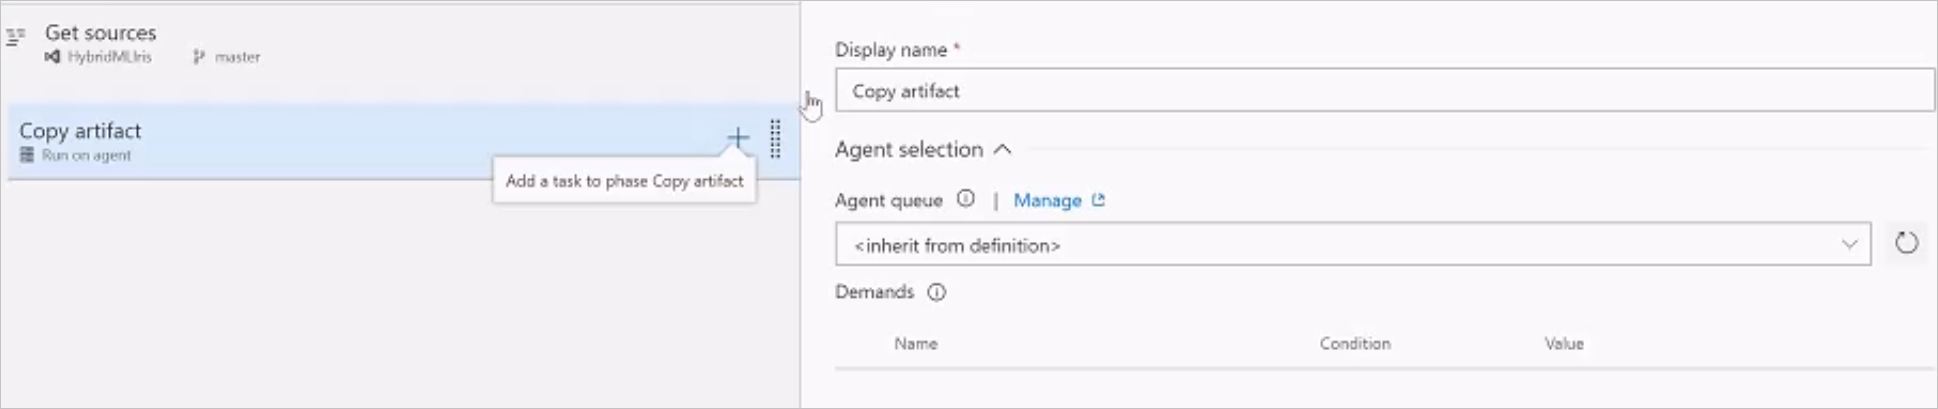 Get sources
HybridMLIris master
Copy artifact
Run on agent
Add a task to phase Copy artifact
Display name *
Copy artifact
Agent selection
Agent queue | Manage
<inherit from definition>
Demands
Name Condition Value